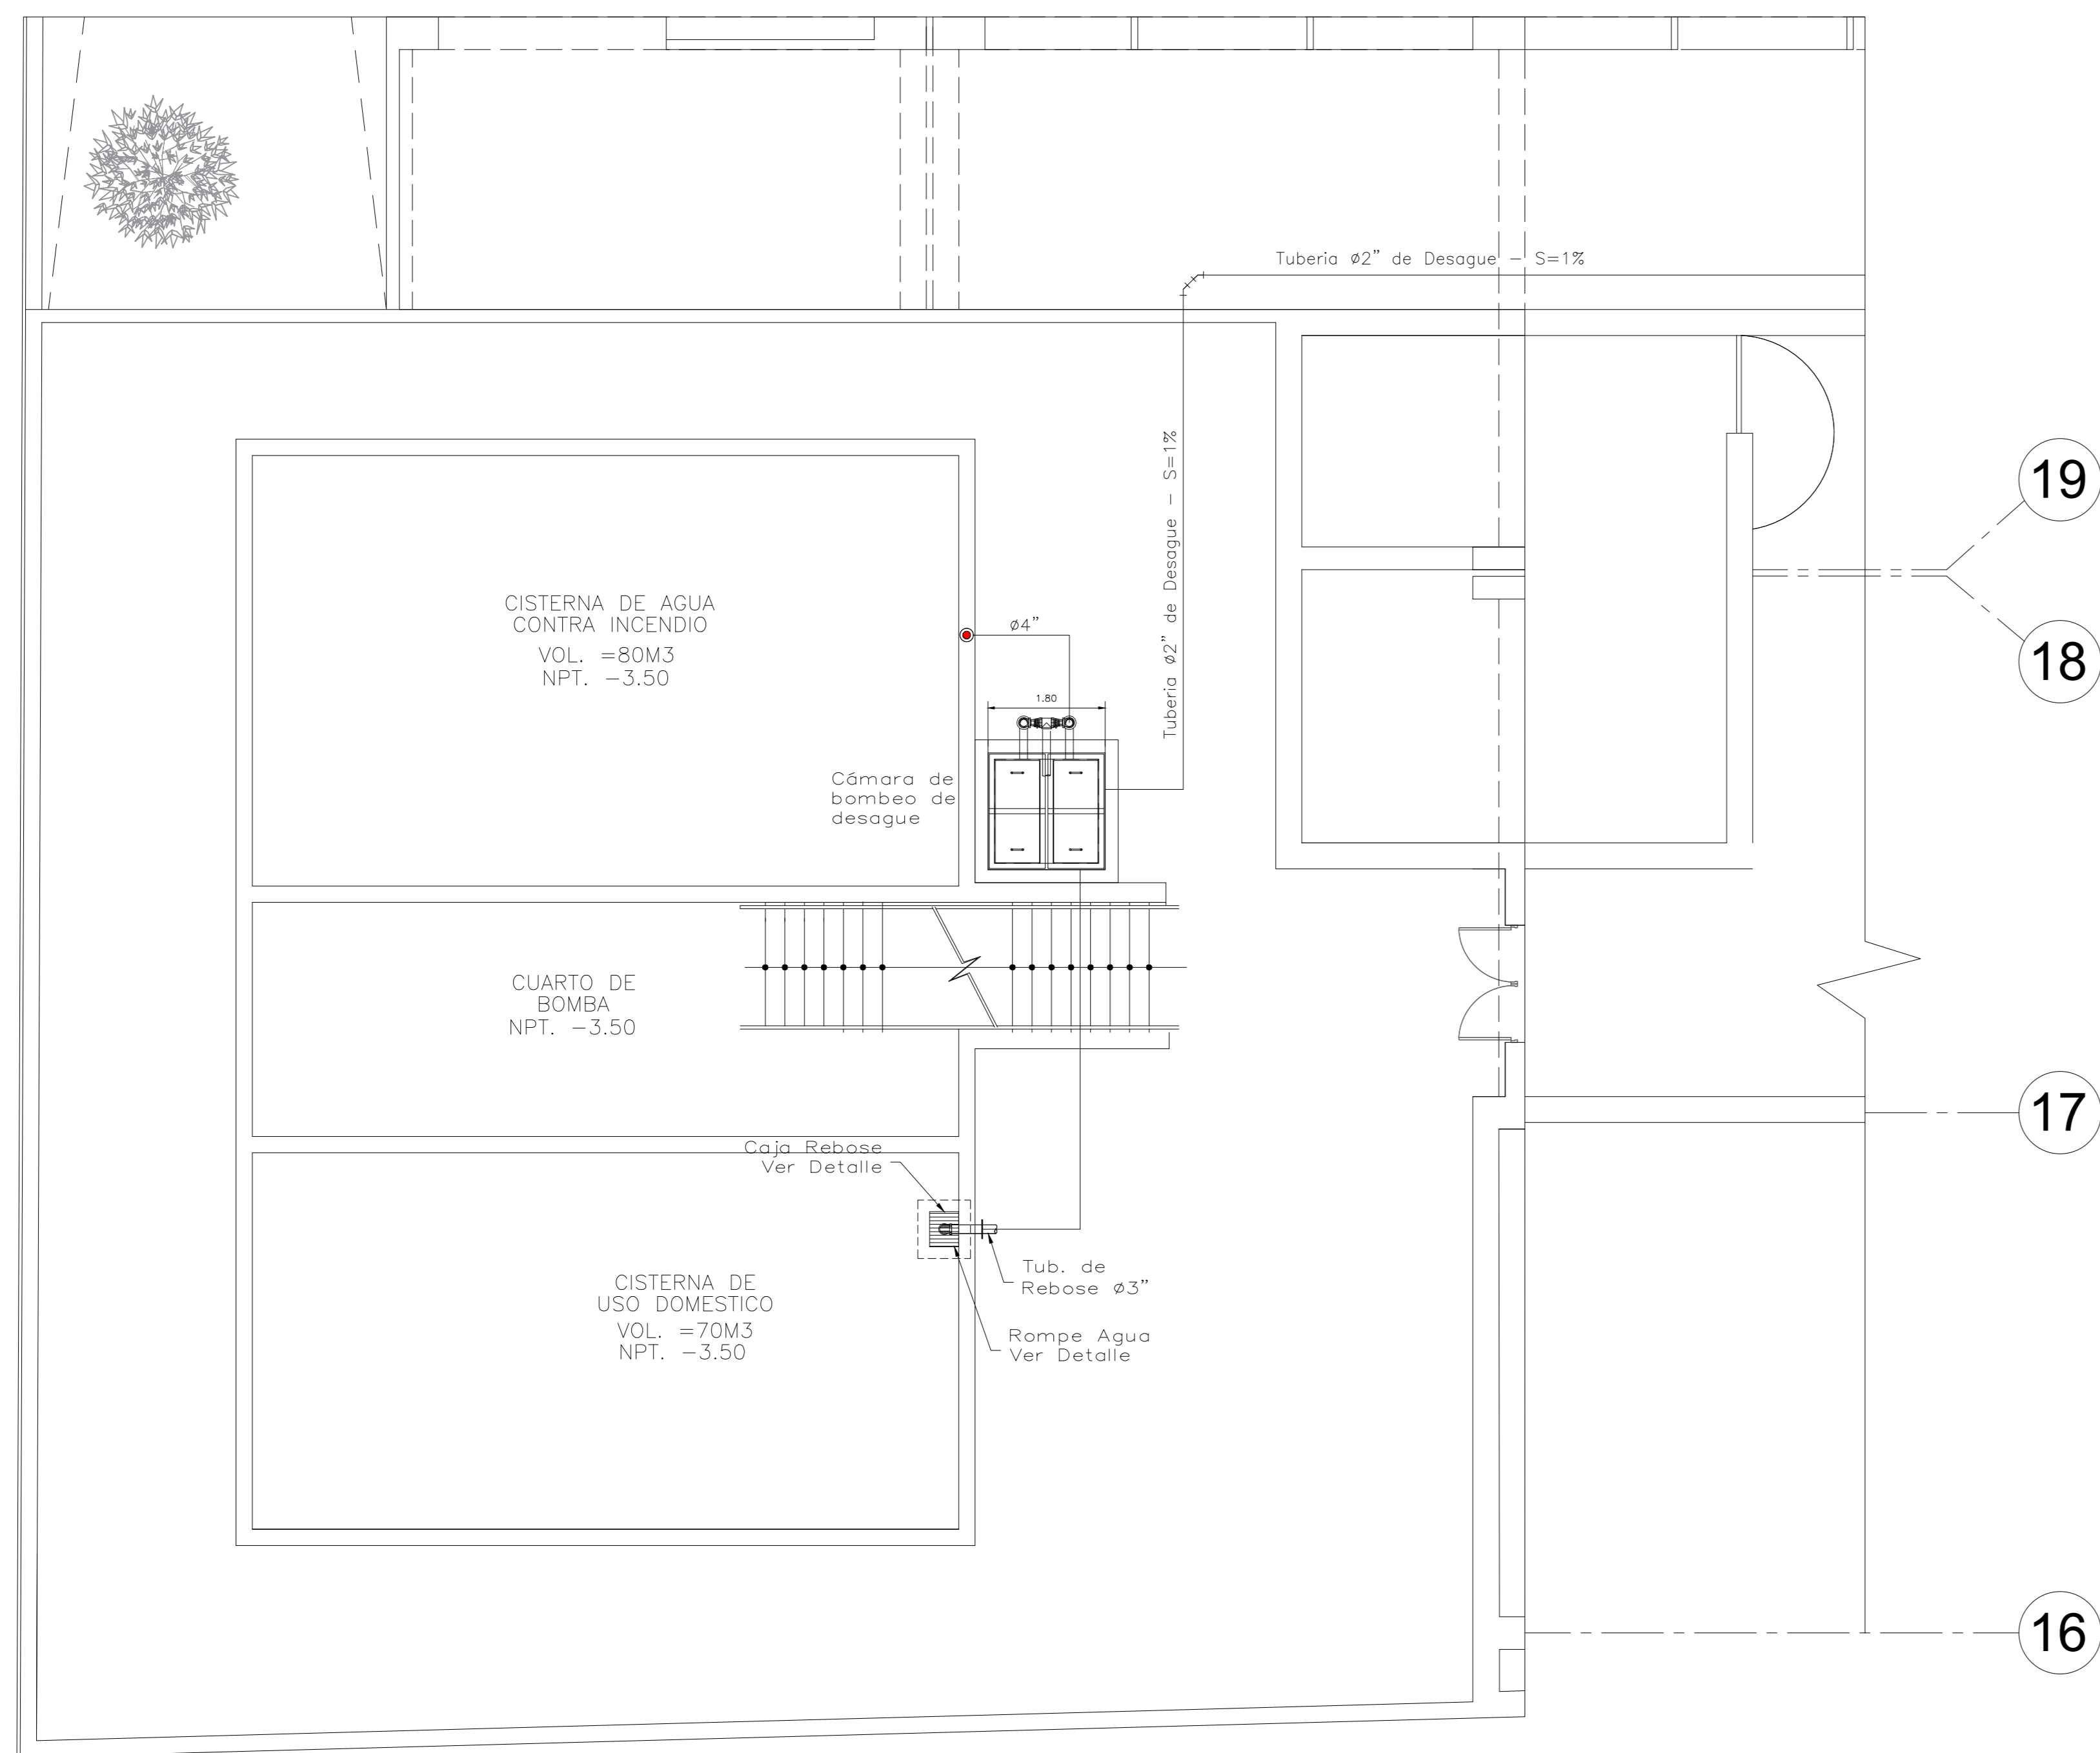 Tuberia ø2" de Desague – S=1%
Tuberia ø2" de Desague – S=1%
19
18
CISTERNA DE AGUA
CONTRA INCENDIO
VOL. =80M3
NPT. –3.50
ø4"
1.80
Cámara de
bombeo de
desague
CUARTO DE
BOMBA
NPT. –3.50
17
Caja Rebose
Ver Detalle
Tub. de
Rebose ø3"
CISTERNA DE
USO DOMESTICO
VOL. =70M3
NPT. –3.50
Rompe Agua
Ver Detalle
16